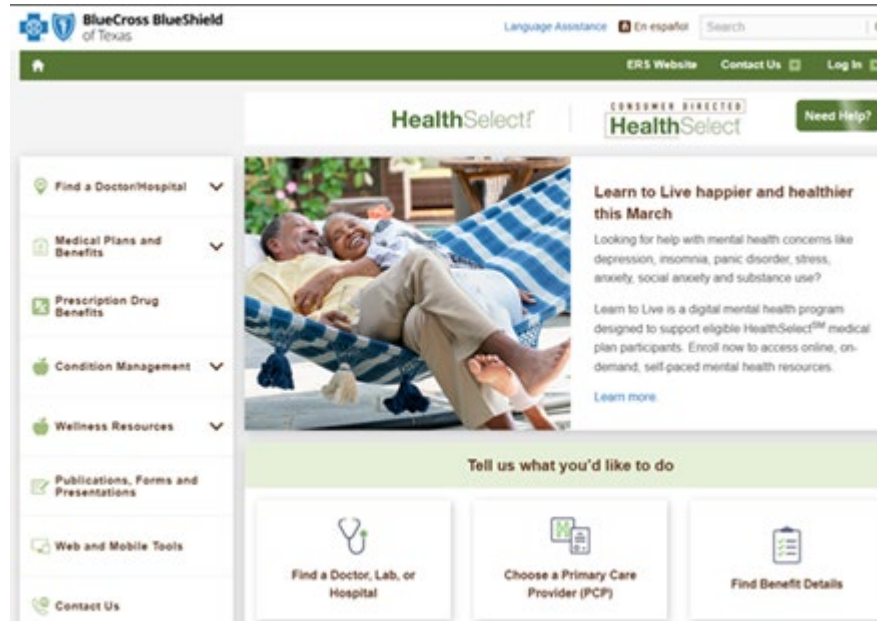 BlueCross BlueShield
of Texas
Language Assistance
En español
Search
ERS Website
Contact Us
Log In
HealthSelect
CONSUMER DIRECTED
HealthSelect
Need Help?
Find a Doctor/Hospital
Medical Plans and
Benefits
Prescription Drug
Benefits
Condition Management
Wellness Resources
Publications, Forms and
Presentations
Web and Mobile Tools
Contact Us
Learn to Live happier and healthier
this March
Looking for help with mental health concerns like
depression, insomnia, panic disorder, stress,
anxiety, social anxiety and substance use?
Learn to Live is a digital mental health program
designed to support eligible HealthSelectSM medical
plan participants. Enroll now to access online, on-
demand, self-paced mental health resources.
Learn more.
Tell us what you'd like to do
Find a Doctor, Lab, or
Hospital
Choose a Primary Care
Provider (PCP)
Find Benefit Details